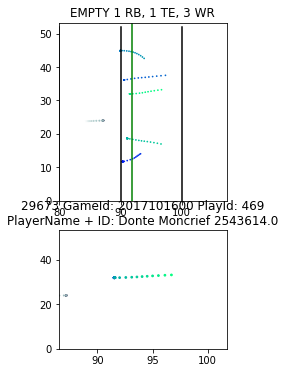 EMPTY 1 RB, 1 TE, 3 WR
50
40
30
20
10
0
80 90 100
29673 GameId: 2017101600 PlayId: 469
PlayerName + ID: Donte Moncrief 2543614.0
40
20
0
90 95 100